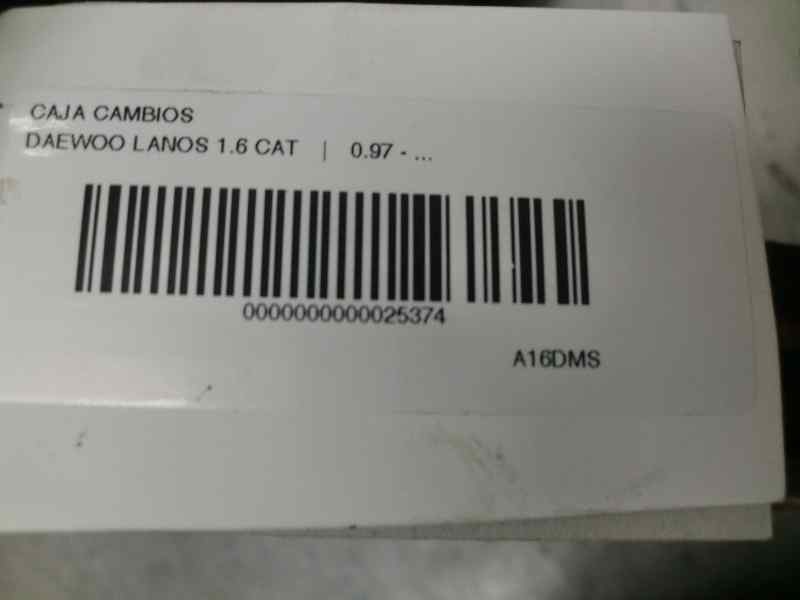 CAJA CAMBIOS
DAEWOO LANOS 1.6 CAT | 0.97 - ...
0000000000025374
A16DMS